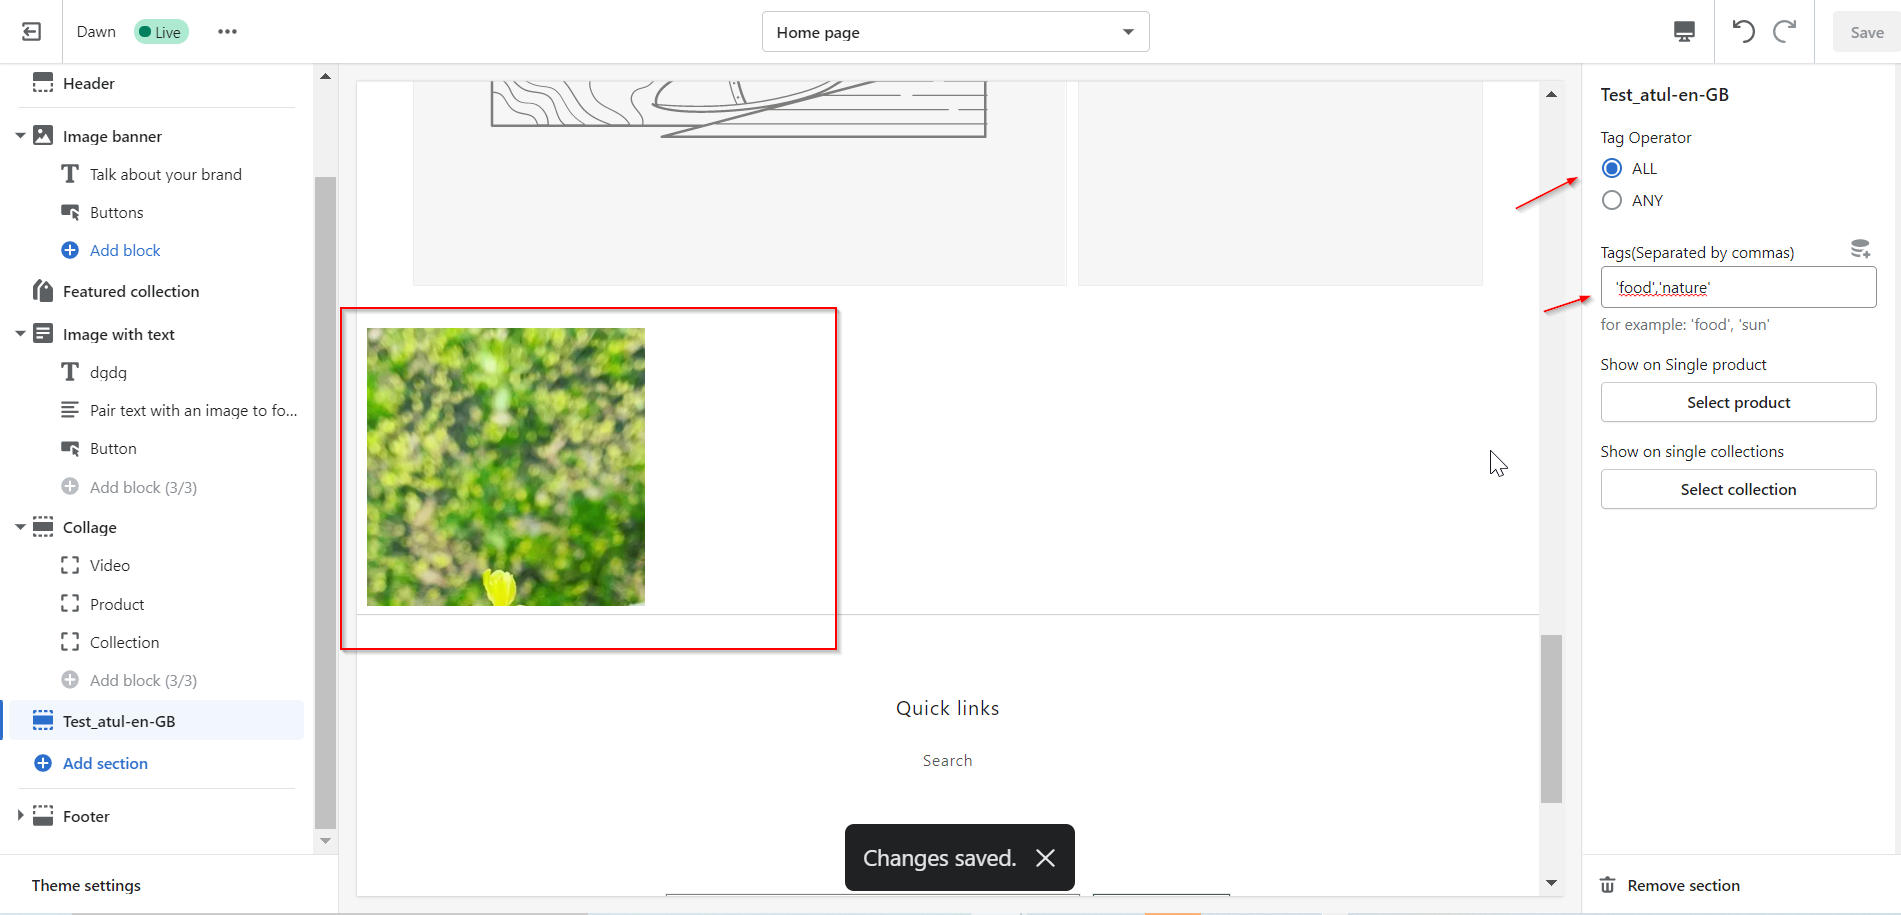 Dawn
Live
Home page
Save
Header
Image banner
Talk about your brand
Buttons
Add block
Featured collection
Image with text
dgdg
Pair text with an image to fo...
Button
Add block (3/3)
Collage
Video
Product
Collection
Add block (3/3)
Test_atul-en-GB
Add section
Footer
Theme settings
Quick links
Search
Changes saved.
Test_atul-en-GB
Tag Operator
ALL
ANY
Tags(Separated by commas)
'food','nature'
for example: 'food', 'sun'
Show on Single product
Select product
Show on single collections
Select collection
Remove section